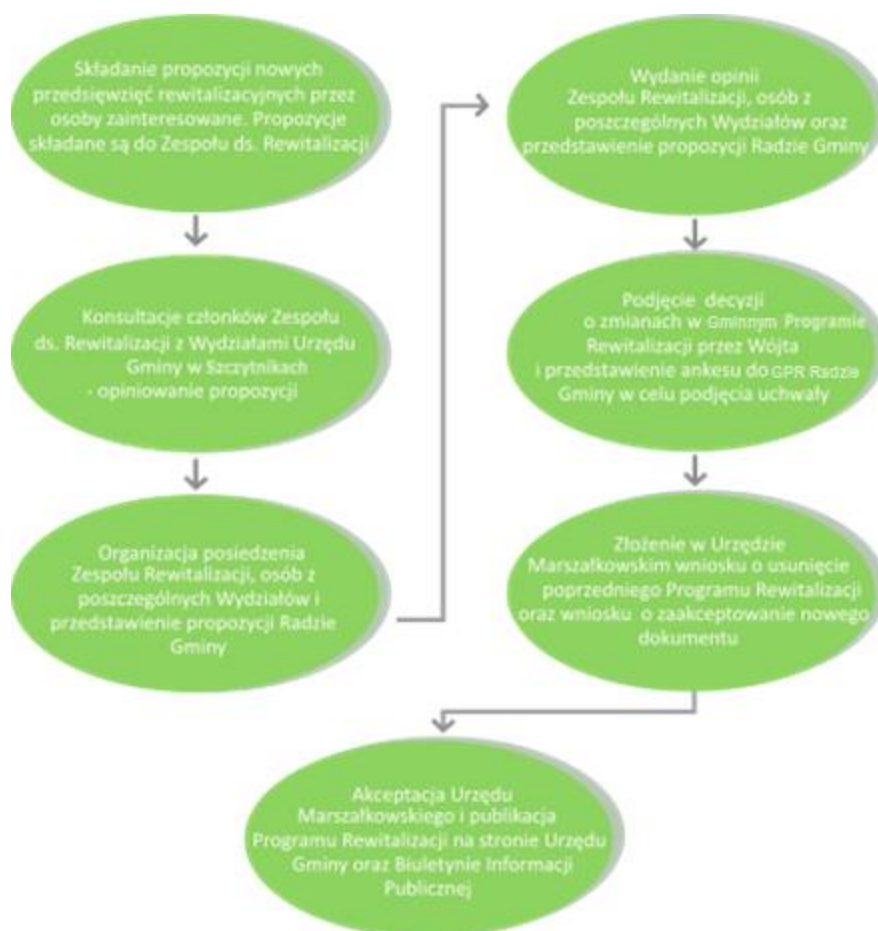 Składanie propozycji nowych
przedsięwzięć rewitalizacyjnych przez
osoby zainteresowane. Propozycje
składane są do Zespołu ds. Rewitalizacji
Konsultacje członków Zespołu
ds. Rewitalizacji z Wydziałami Urzędu
Gminy w Szczytnikach
- opiniowanie propozycji
Organizacja posiedzenia
Zespołu Rewitalizacji, osób z
poszczególnych Wydziałów i
przedstawienie propozycji Radzie
Gminy
Wydanie opinii
Zespołu Rewitalizacji, osób z
poszczególnych Wydziałów oraz
przedstawienie propozycji Radzie Gminy
Podjęcie decyzji
o zmianach w Gminnym Programie
Rewitalizacji przez Wójta
i przedstawienie ankesu do GPR Radzie
Gminy w celu podjęcia uchwały
Złożenie w Urzędzie
Marszałkowskim wniosku o usunięcie
poprzedniego Programu Rewitalizacji
oraz wniosku o zaakceptowanie nowego
dokumentu
Akceptacja Urzędu
Marszałkowskiego i publikacja
Programu Rewitalizacji na stronie Urzędu
Gminy oraz Biuletynie Informacji
Publicznej